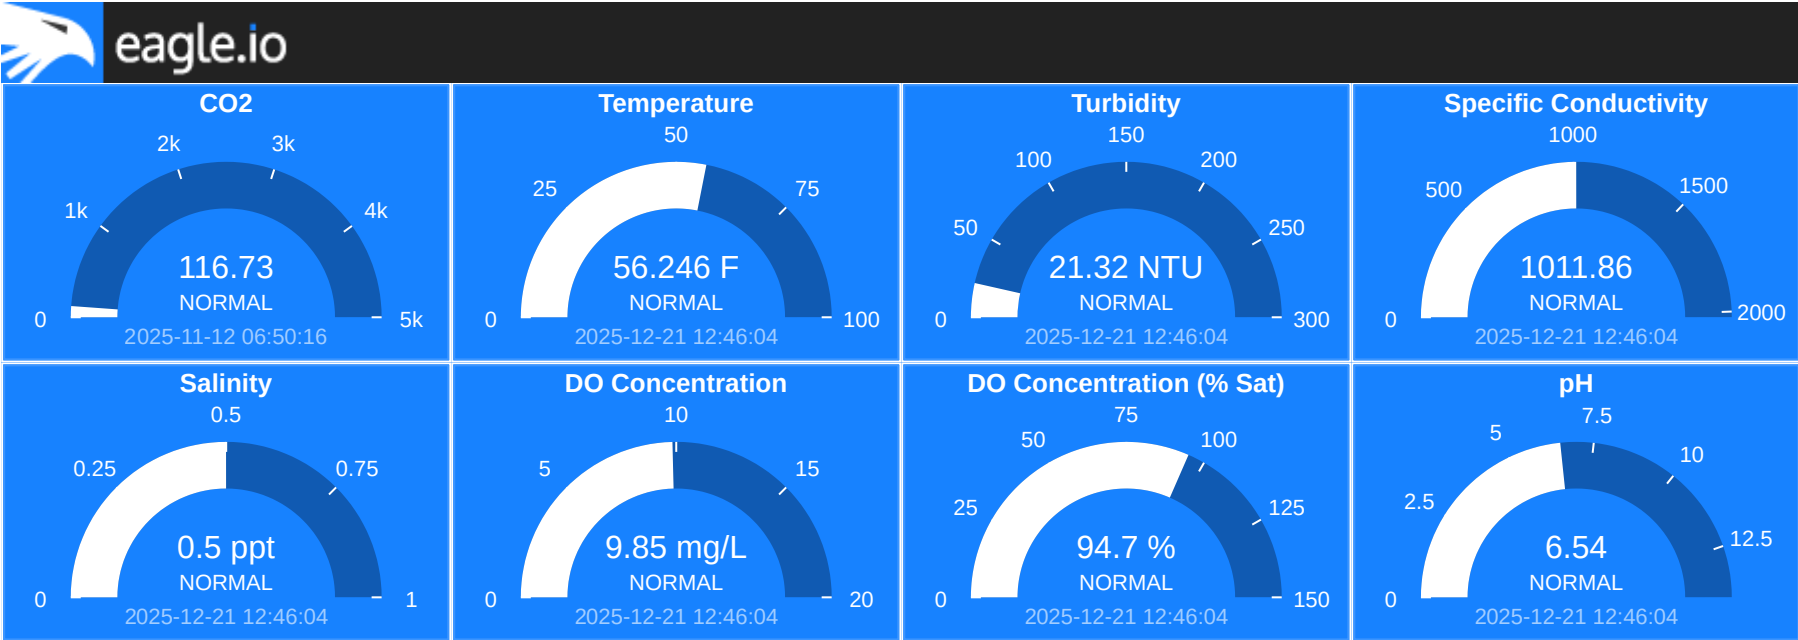 eagle.io
CO2
2k 3k
1k 4k
116.73
NORMAL
0 5k
2025-11-12 06:50:16
Temperature
50
25 75
56.246 F
NORMAL
0 100
2025-12-21 12:46:04
Turbidity
150
100 200
50 250
21.32 NTU
NORMAL
0 300
2025-12-21 12:46:04
Specific Conductivity
1000
500 1500
1011.86
NORMAL
0 2000
2025-12-21 12:46:04
Salinity
0.5
0.25 0.75
0.5 ppt
NORMAL
0 1
2025-12-21 12:46:04
DO Concentration
10
5 15
9.85 mg/L
NORMAL
0 20
2025-12-21 12:46:04
DO Concentration (% Sat)
75
50 100
25 125
94.7 %
NORMAL
0 150
2025-12-21 12:46:04
pH
7.5
5 10
2.5 12.5
6.54
NORMAL
0
2025-12-21 12:46:04